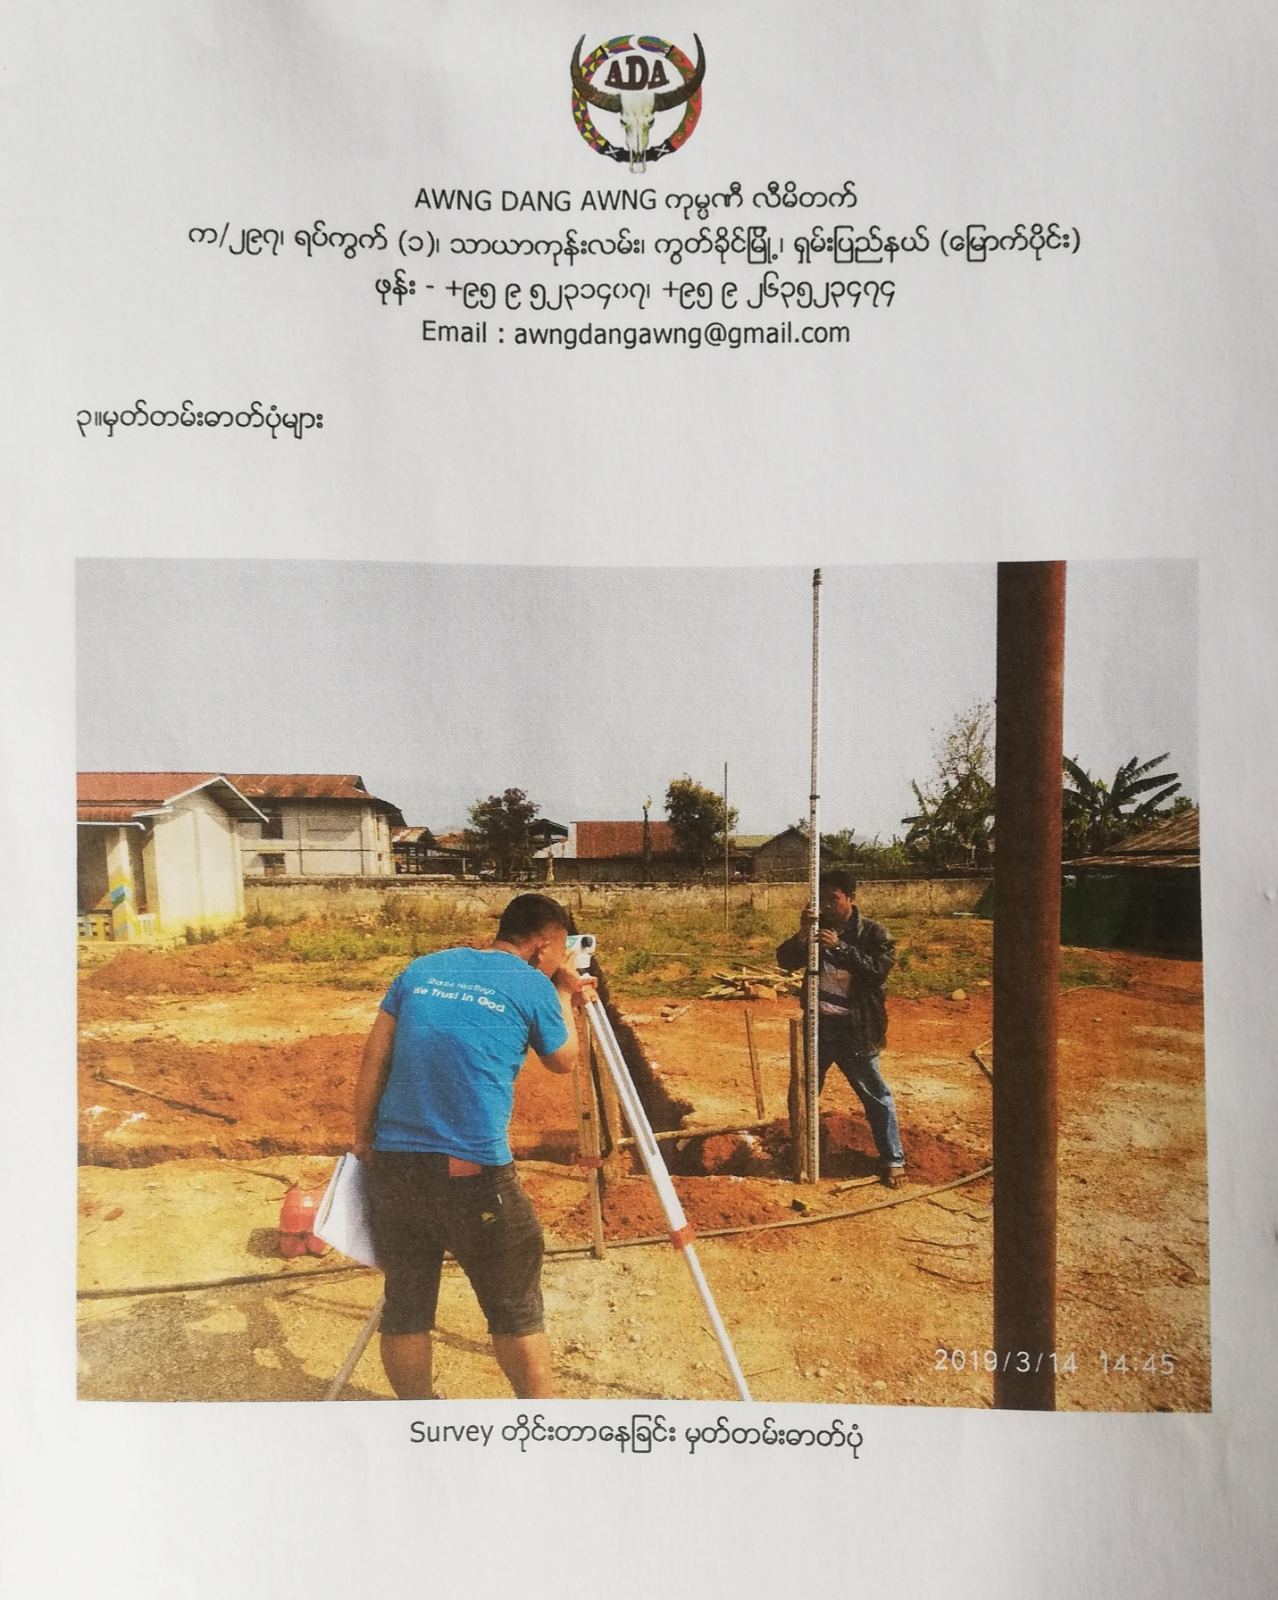 ADA
AWNG DANG AWNG ကုမ္ပဏီ လီမိတက်
က/၂၉၇၊ ရပ်ကွက် (၁)၊ သာယာကုန်းလမ်း၊ ကွတ်ခိုင်မြို့၊ ရှမ်းပြည်နယ် (မြောက်ပိုင်း)
ဖုန်း - +၉၅ ၉ ၅၂၃၁၄၀၇၊ +၉၅ ၉ ၂၆၃၅၂၃၄၇၄
Email : awngdangawng@gmail.com
၃။မှတ်တမ်းဓာတ်ပုံများ
We Trust In God
2019/3/14 14:45
Survey တိုင်းတာနေခြင်း မှတ်တမ်းဓာတ်ပုံ